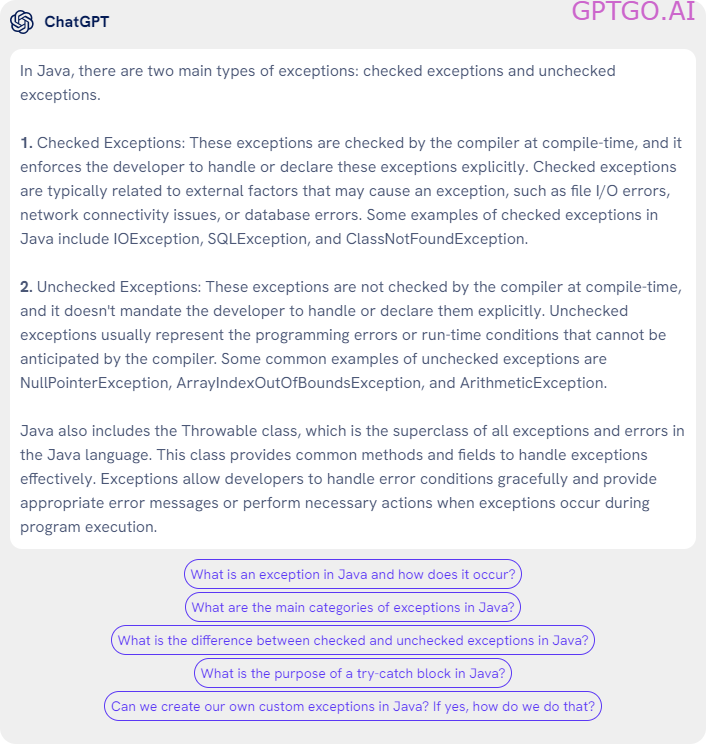 ChatGPT
GPTGO.AI
In Java, there are two main types of exceptions: checked exceptions and unchecked
exceptions.
1. Checked Exceptions: These exceptions are checked by the compiler at compile-time, and it
enforces the developer to handle or declare these exceptions explicitly. Checked exceptions
are typically related to external factors that may cause an exception, such as file I/O errors,
network connectivity issues, or database errors. Some examples of checked exceptions in
Java include IOException, SQLException, and ClassNotFoundException.
2. Unchecked Exceptions: These exceptions are not checked by the compiler at compile-time,
and it doesn't mandate the developer to handle or declare them explicitly. Unchecked
exceptions usually represent the programming errors or run-time conditions that cannot be
anticipated by the compiler. Some common examples of unchecked exceptions are
NullPointerException, ArrayIndexOutOfBoundsException, and ArithmeticException.
Java also includes the Throwable class, which is the superclass of all exceptions and errors in
the Java language. This class provides common methods and fields to handle exceptions
effectively. Exceptions allow developers to handle error conditions gracefully and provide
appropriate error messages or perform necessary actions when exceptions occur during
program execution.
What is an exception in Java and how does it occur?
What are the main categories of exceptions in Java?
What is the difference between checked and unchecked exceptions in Java?
What is the purpose of a try-catch block in Java?
Can we create our own custom exceptions in Java? If yes, how do we do that?